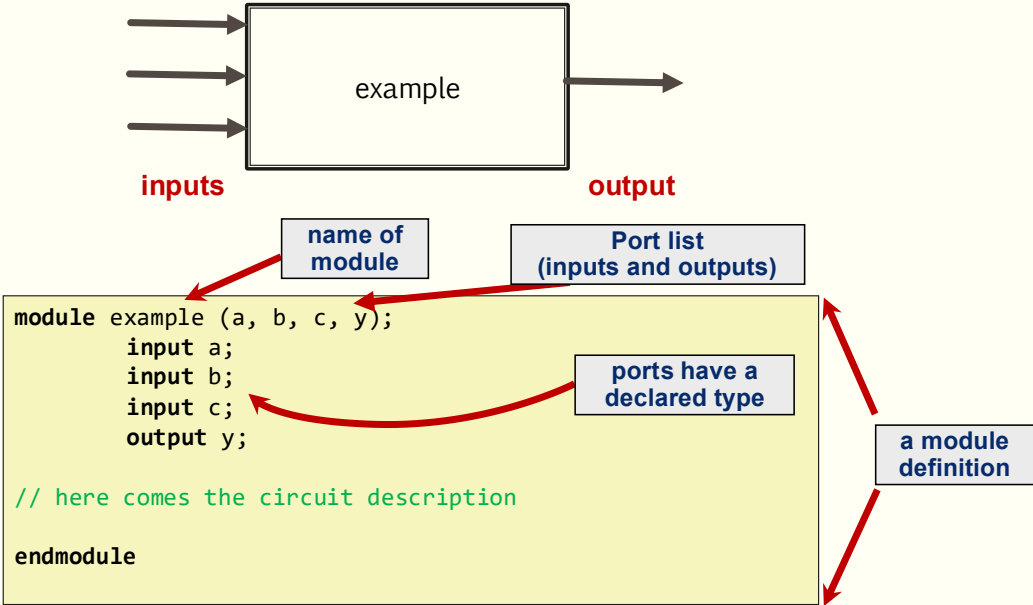 example
inputs
output
name of
module
Port list
(inputs and outputs)
module example (a, b, c, y);
input a;
input b;
input c;
output y;
ports have a
declared type
a module
definition
// here comes the circuit description
endmodule